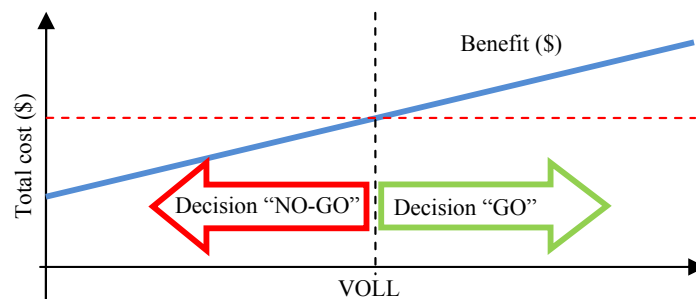 Benefit ($)
Total cost ($)
Decision “NO-GO”
Decision “GO”
VOLL